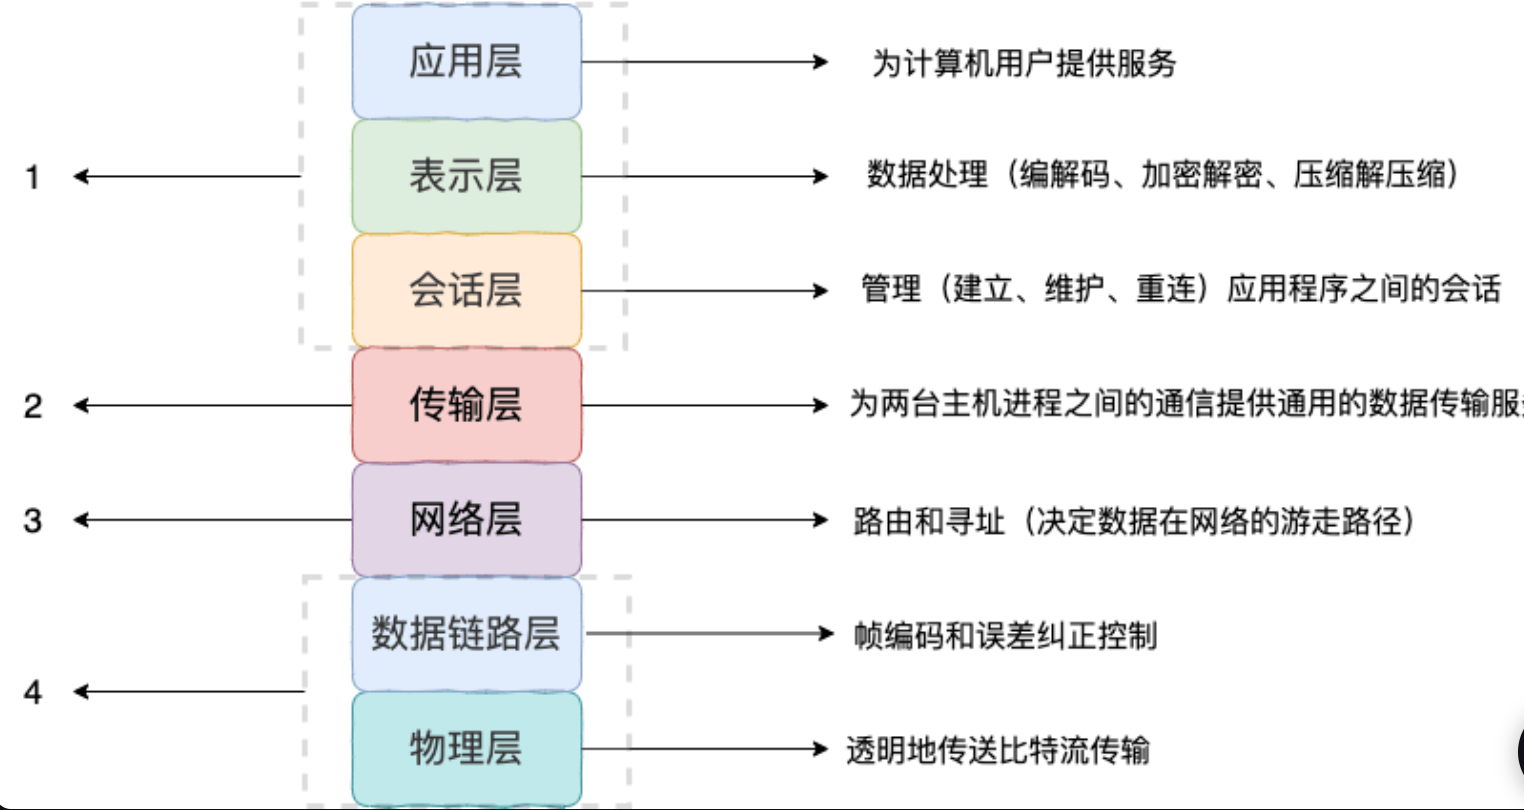 应用层
为计算机用户提供服务
1
表示层
数据处理（编解码、加密解密、压缩解压缩）
会话层
管理（建立、维护、重连）应用程序之间的会话
2
传输层
为两台主机进程之间的通信提供通用的数据传输服
3
网络层
路由和寻址（决定数据在网络的游走路径）
数据链路层
帧编码和误差纠正控制
4
物理层
透明地传送比特流传输